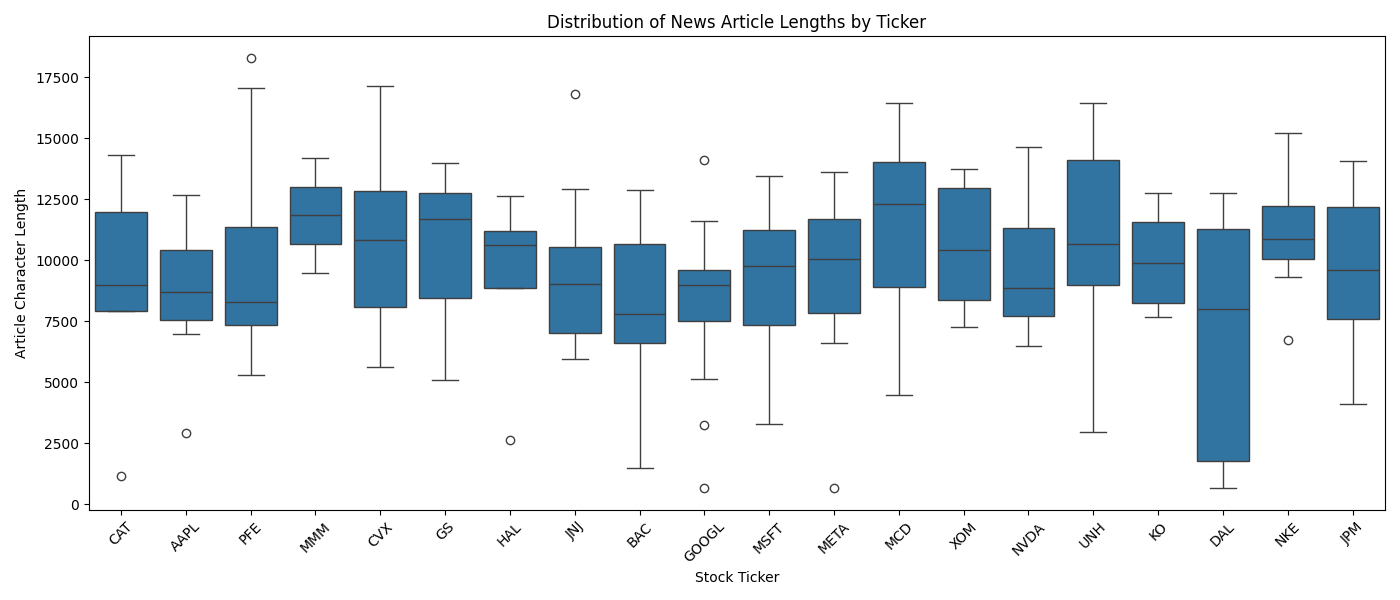 Distribution of News Article Lengths by Ticker
Article Character Length
17500
15000
12500
10000
7500
5000
2500
0
CAT
AAPL
PFE
MMM
CVX
GS
HAL
JNJ
BAC
GOOGL
MSFT
META
MCD
XOM
NVDA
UNH
KO
DAL
NKE
JPM
Stock Ticker